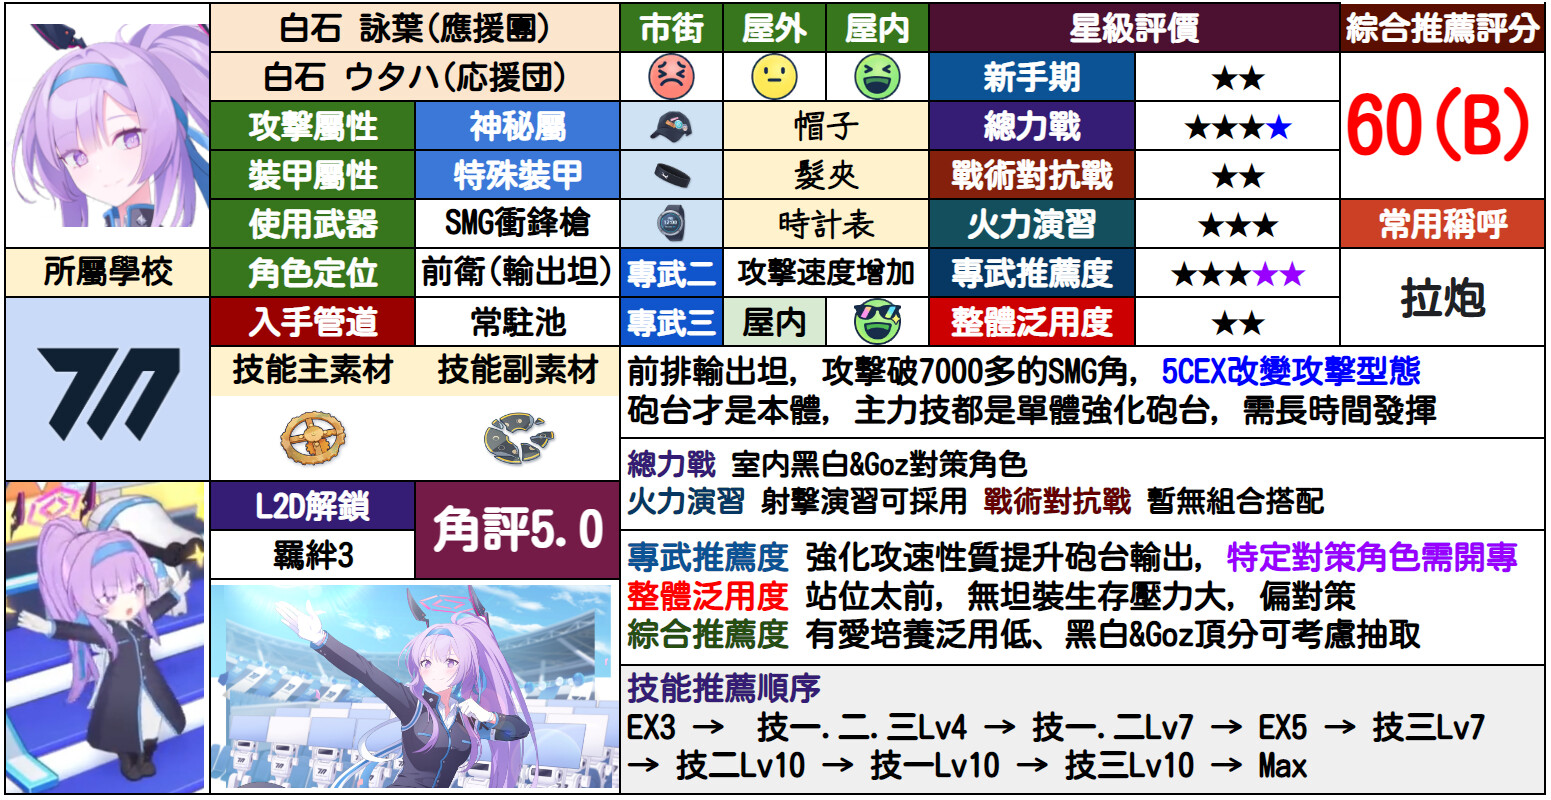 白石 詠葉(應援團)
市街
屋外
屋内
星級評價
綜合推薦評分
白石 ウタハ(応援団)
新手期
★★
60(B)
攻擊屬性
神秘屬
帽子
總力戰
★★★★
裝甲屬性
特殊裝甲
髮夾
戰術對抗戰
★★
使用武器
SMG衝鋒槍
時計表
火力演習
★★★
常用稱呼
所屬學校
角色定位
前衛(輸出坦)
專武二
攻擊速度增加
專武推薦度
★★★★★
拉炮
入手管道
常駐池
專武三
屋内
整體泛用度
★★
技能主素材
技能副素材
前排輸出坦, 攻擊破7000多的SMG角, 5CEX改變攻擊型態
砲台才是本體, 主力技都是單體強化砲台, 需長時間發揮
總力戰 室内黑白&Goz對策角色
火力演習 射擊演習可採用 戰術對抗戰 暫無組合搭配
L2D解鎖
角評5.0
羈絆3
專武推薦度 強化攻速性質提升砲台輸出, 特定對策角色需開專
整體泛用度 站位太前, 無坦裝生存壓力大, 偏對策
綜合推薦度 有愛培養泛用低、黑白&Goz頂分可考慮抽取
技能推薦順序
EX3 → 技一.二.三Lv4 → 技一.二Lv7 → EX5 → 技三Lv7
→ 技二Lv10 → 技一Lv10 → 技三Lv10 → Max